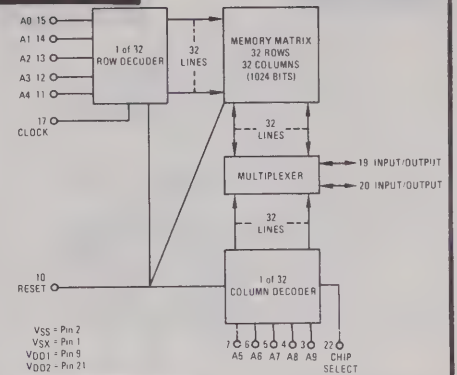 A0 15
A1 14
A2 13
A3 12
A4 11
17
CLOCK
1 of 32
ROW DECODER
32
LINES
MEMORY MATRIX
32 ROWS
32 COLUMNS
(1024 BITS)
32
LINES
MULTIPLEXER
19 INPUT/OUTPUT
20 INPUT/OUTPUT
32
LINES
10
RESET
1 of 32
COLUMN DECODER
7 6 5 4 3 22
A5 A6 A7 A8 A9 CHIP
SELECT
VSS = Pin 2
VSX = Pin 1
VDD1 = Pin 9
VDD2 = Pin 21